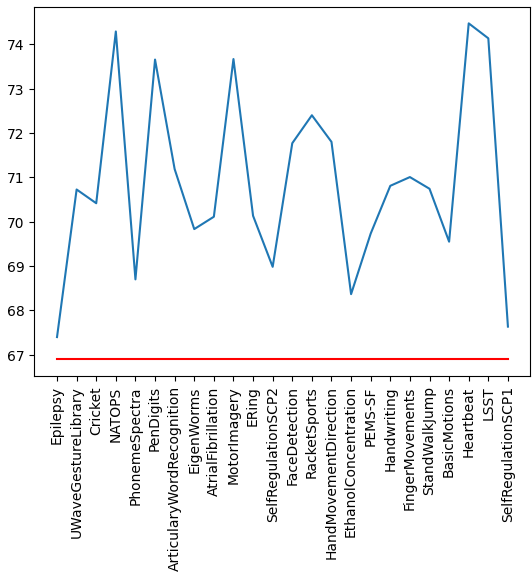 74
73
72
71
70
69
68
67
Epilepsy
UWaveGestureLibrary
Cricket
NATOPS
PhonemeSpectra
PenDigits
ArticularyWordRecognition
EigenWorms
AtrialFibrillation
MotorImagery
ERing
SelfRegulationSCP2
FaceDetection
RacketSports
HandMovementDirection
EthanolConcentration
PEMS-SF
Handwriting
FingerMovements
StandWalkJump
BasicMotions
Heartbeat
LSST
SelfRegulationSCP1